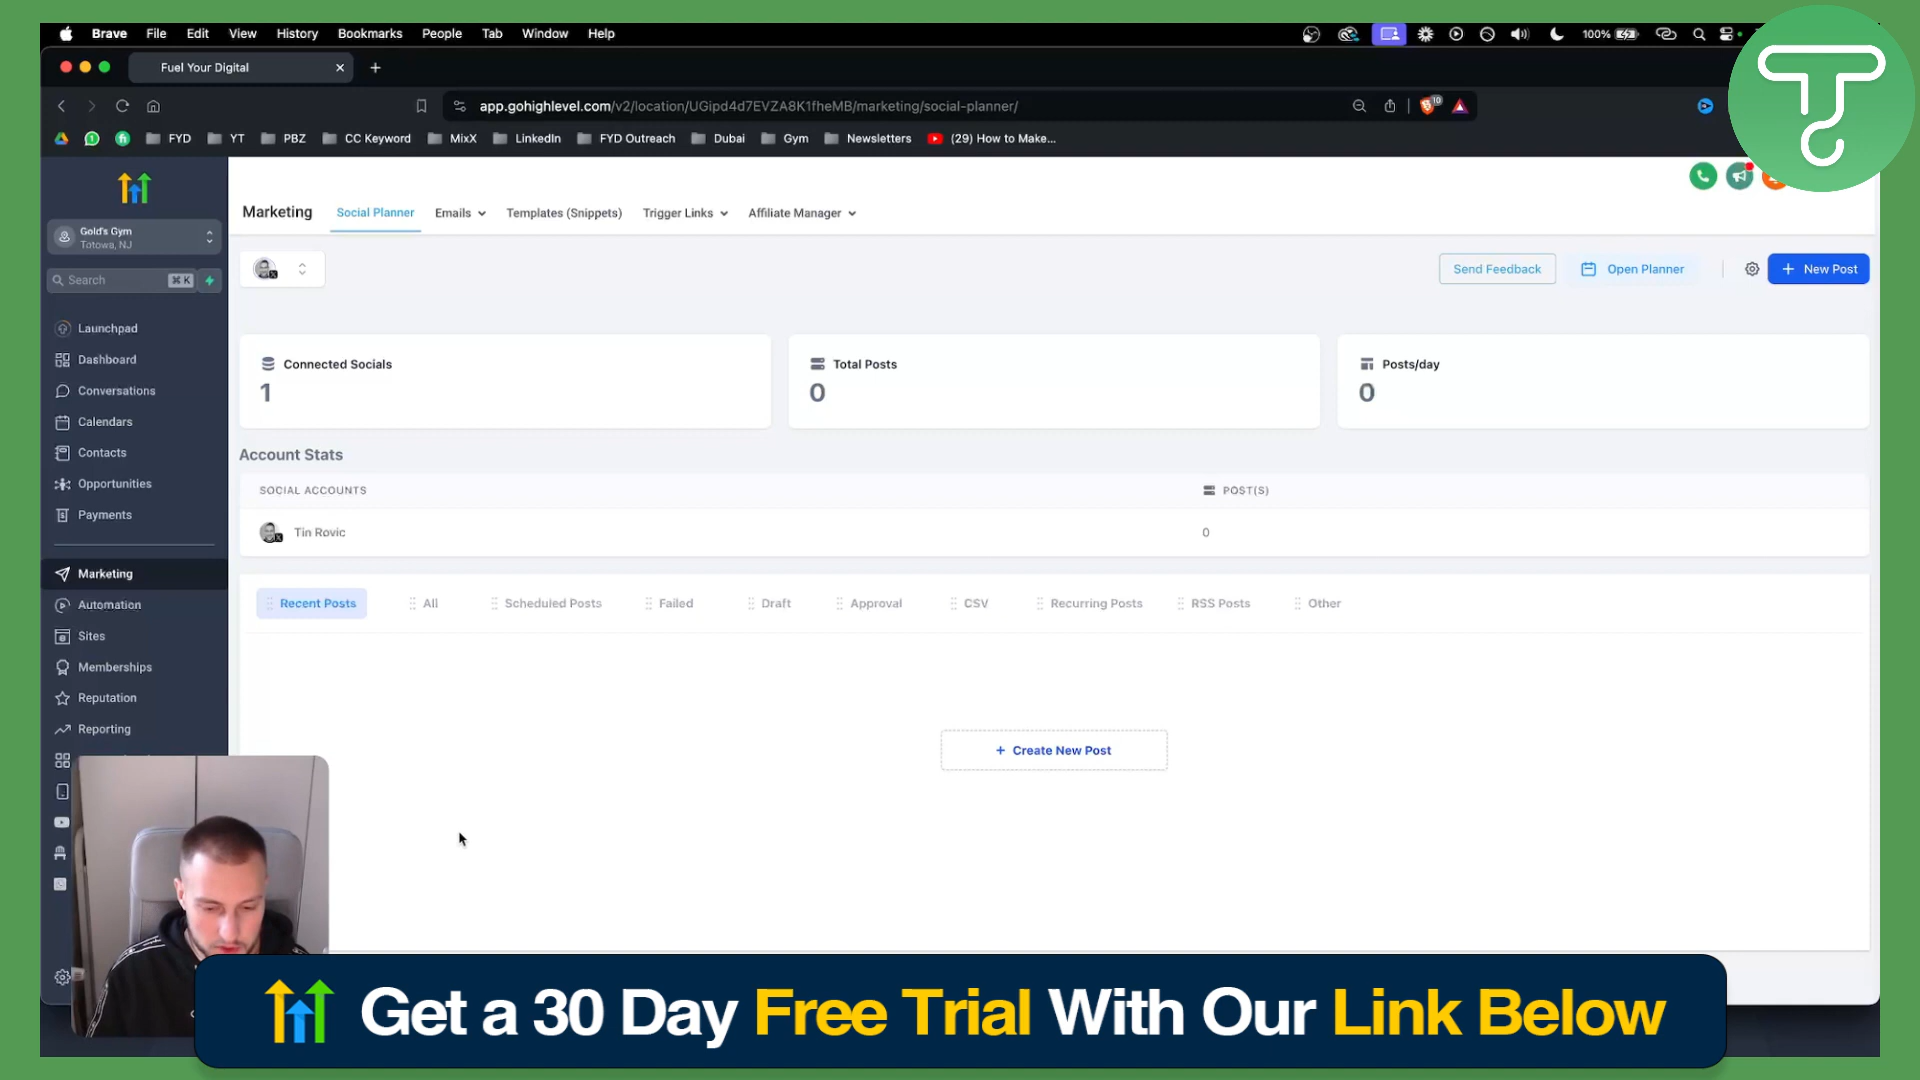 Brave File Edit View History Bookmarks People Tab Window Help 100%
Fuel Your Digital
app.gohighlevel.com/v2/location/UGipd4d7EVZA8K1fheMB/marketing/social-planner/
10
FYD YT PBZ CC Keyword MixX LinkedIn FYD Outreach Dubai Gym Newsletters (29) How to Make...
Gold's Gym
Totowa, NJ
Search ⌘ K
Launchpad
Dashboard
Conversations
Calendars
Contacts
Opportunities
Payments
Marketing
Automation
Sites
Memberships
Reputation
Reporting
Marketing Social Planner Emails Templates (Snippets) Trigger Links Affiliate Manager
Send Feedback Open Planner + New Post
Connected Socials
1
Total Posts
0
Posts/day
0
Account Stats
SOCIAL ACCOUNTS POST(S)
Tin Rovic 0
Recent Posts All Scheduled Posts Failed Draft Approval CSV Recurring Posts RSS Posts Other
+ Create New Post
Get a 30 Day Free Trial With Our Link Below